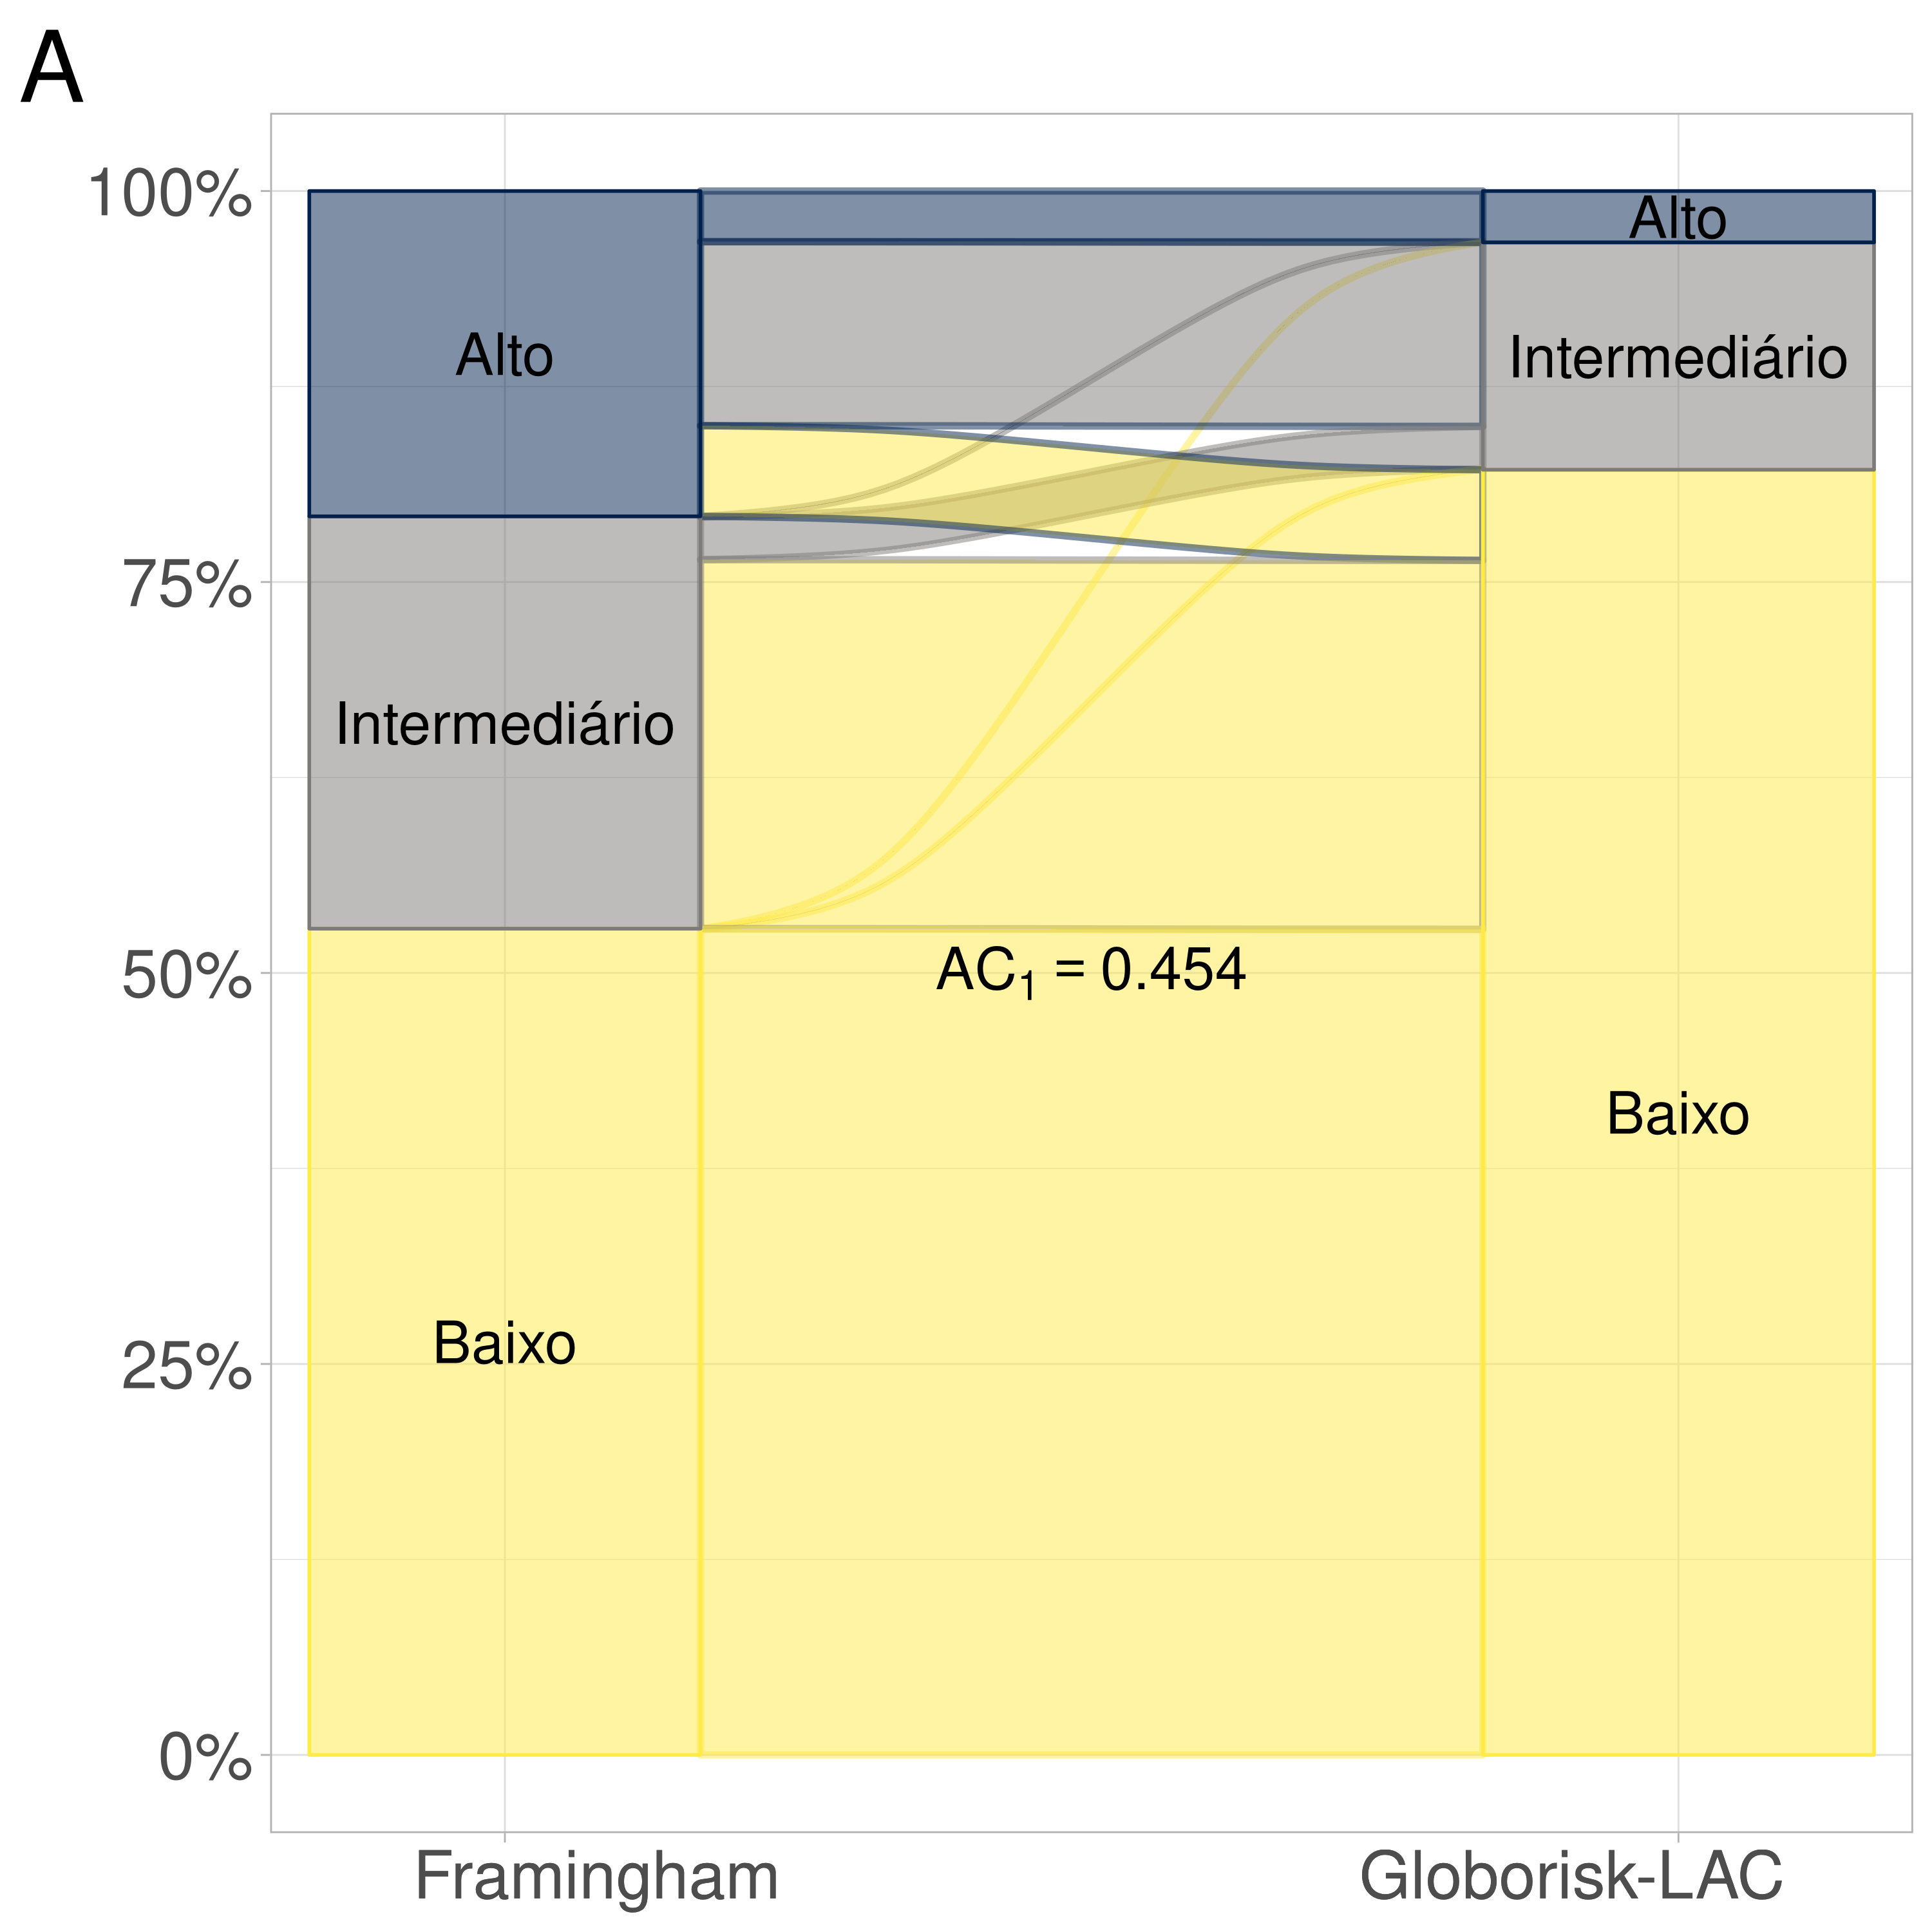 A
100%
Alto
Alto
Intermediário
75%
Intermediário
50%
AC₁ = 0.454
Baixo
25%
Baixo
0%
Framingham
Globorisk-LAC